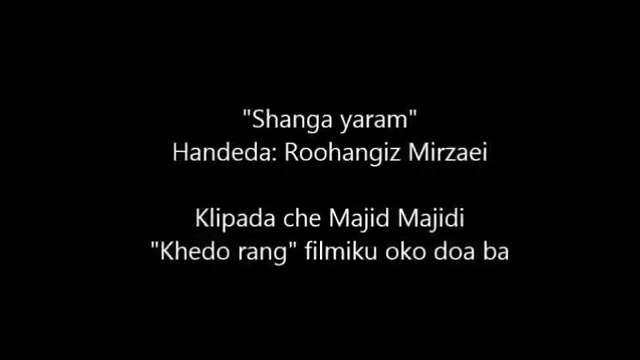 "Shanga yaram"
Handeda: Roohangiz Mirzaei
Klipada che Majid Majidi
"Khedo rang" filmiku oko doa ba